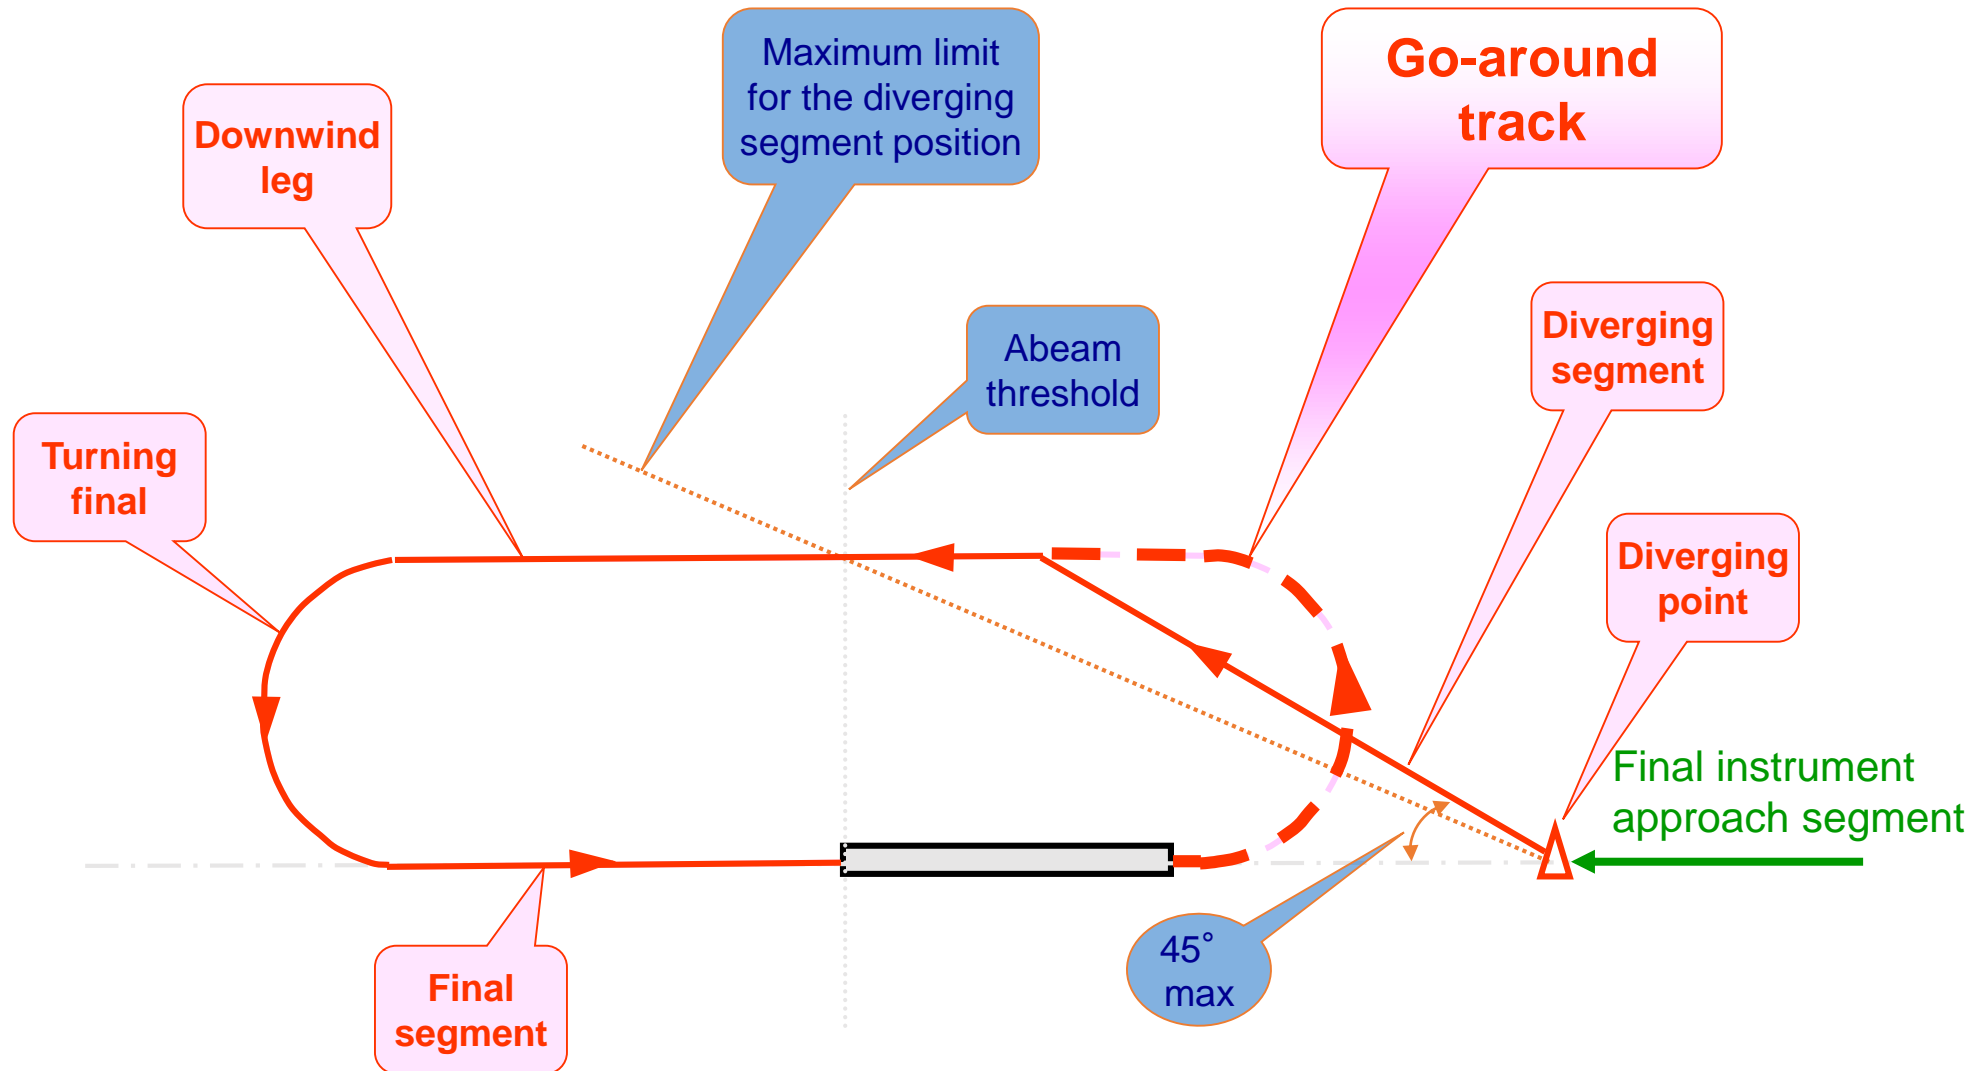 Maximum limit
for the diverging
segment position
Go-around
track
Downwind
leg
Abeam
threshold
Diverging
segment
Turning
final
Diverging
point
Final instrument
approach segment
45°
max
Final
segment